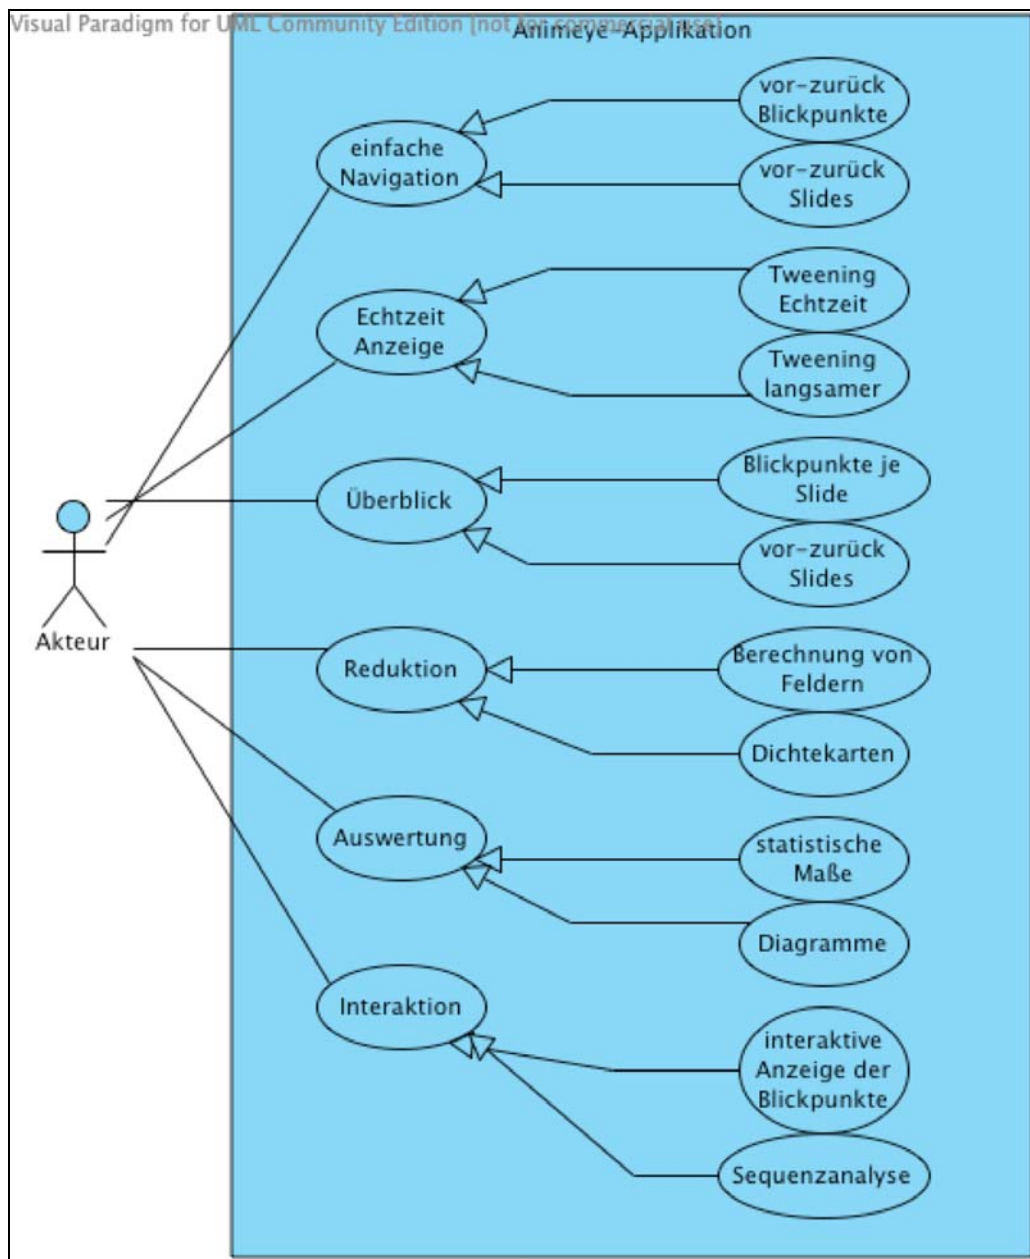 Visual Paradigm for UML Community Edition [not for commercial use]
Animeye-Applikation
vor-zurück
Blickpunkte
einfache
Navigation
vor-zurück
Slides
Tweening
Echtzeit
Echtzeit
Anzeige
Tweening
langsamer
Blickpunkte je
Slide
Überblick
vor-zurück
Slides
Akteur
Reduktion
Berechnung von
Feldern
Dichtekarten
Auswertung
statistische
Maße
Diagramme
Interaktion
interaktive
Anzeige der
Blickpunkte
Sequenzanalyse